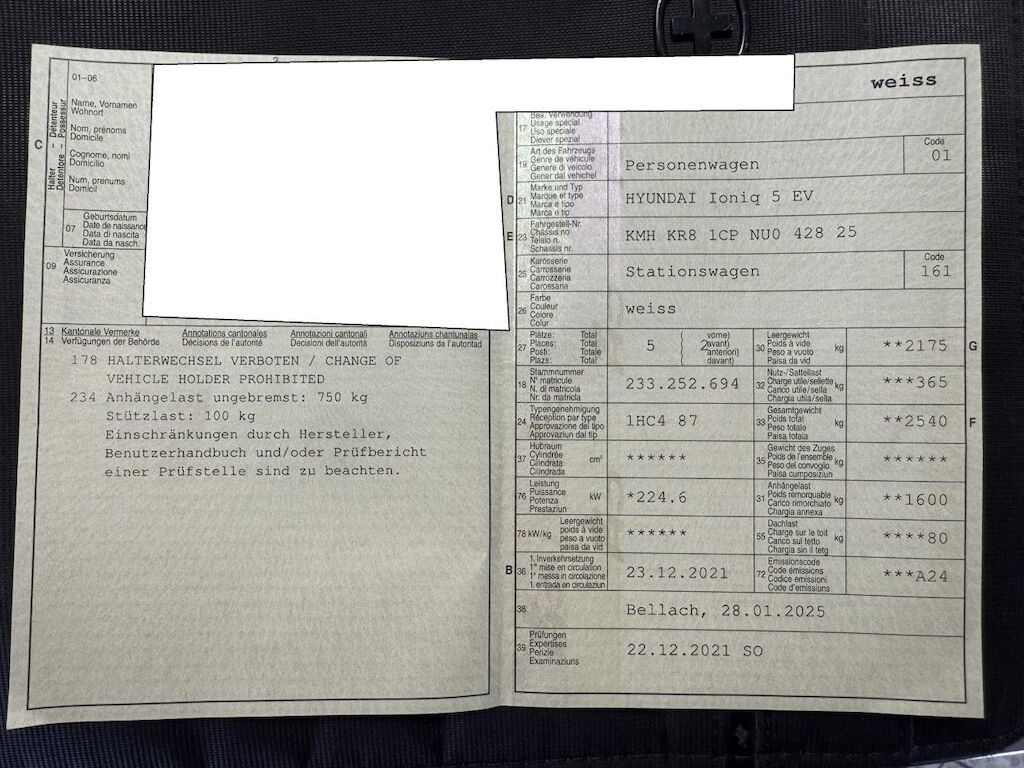 weiss
01–06
C
Halter – Détenteur
Detentore – Possessur
Name, Vornamen
Wohnort
Nom, prénoms
Domicile
Cognome, nomi
Domicilio
Num, prenums
Domicil
07
Geburtsdatum
Date de naissance
Data di nascita
Data da nasch.
09
Versicherung
Assurance
Assicurazione
Assicuranza
13 Kantonale Vermerke Annotations cantonales Annotazioni cantonali Annotaziuns chantunalas
14 Verfügungen der Behörde Décisions de l'autorité Decisioni dell'autorità Disposiziuns da l'autoritad
178 HALTERWECHSEL VERBOTEN / CHANGE OF
VEHICLE HOLDER PROHIBITED
234 Anhängelast ungebremst: 750 kg
Stützlast: 100 kg
Einschränkungen durch Hersteller,
Benutzerhandbuch und/oder Prüfbericht
einer Prüfstelle sind zu beachten.
17
Bes. Verwendung
Usage spécial
Uso speciale
Diever spezial
19
Art des Fahrzeugs
Genre de véhicule
Genere di veicolo
Gener dal vehichel
Personenwagen
Code
01
D 21
Marke und Typ
Marque et type
Marca e tipo
Marca e tip
HYUNDAI Ioniq 5 EV
E 23
Fahrgestell-Nr.
Châssis no
Telaio n.
Schassis nr.
KMH KR8 1CP NU0 428 25
25
Karosserie
Carrosserie
Carrozzeria
Carossaria
Stationswagen
Code
161
26
Farbe
Couleur
Colore
Colur
weiss
27
Plätze: Total
Places: Total
Posti: Totale
Plazs: Total
5
2
vorne)
avant)
anteriori)
davant)
30
Leergewicht
Poids à vide
Peso a vuoto
Paisa da vid
kg
**2175
G
18
Stammnummer
N° matricule
N. di matricola
Nr. da matricla
233.252.694
32
Nutz-/Sattellast
Charge utile/sellette
Carico utile/sella
Chargia utila/sella
kg
***365
24
Typengenehmigung
Réception par type
Approvazione del tipo
Approvaziun dal tip
1HC4 87
33
Gesamtgewicht
Poids total
Peso totale
Paisa totala
kg
**2540
F
37
Hubraum
Cylindrée
Cilindrata
Cilindrada
cm³
******
35
Gewicht des Zuges
Poids de l'ensemble
Peso del convoglio
Paisa cumposiziun
kg
******
76
Leistung
Puissance
Potenza
Prestaziun
kW
*224.6
31
Anhängelast
Poids remorquable
Carico rimorchiato
Chargia annexa
kg
**1600
78 kW/kg
Leergewicht
poids à vide
peso a vuoto
paisa da vid
******
55
Dachlast
Charge sur le toit
Carico sul tetto
Chargia sin il tetg
kg
****80
B 36
1. Inverkehrsetzung
1re mise en circulation
1a messa in circolazione
1. entrada en circulaziun
23.12.2021
72
Emissionscode
Code émissions
Codice emissioni
Code d'emissiuns
***A24
38
Bellach, 28.01.2025
39
Prüfungen
Expertises
Perizie
Examinaziuns
22.12.2021 SO